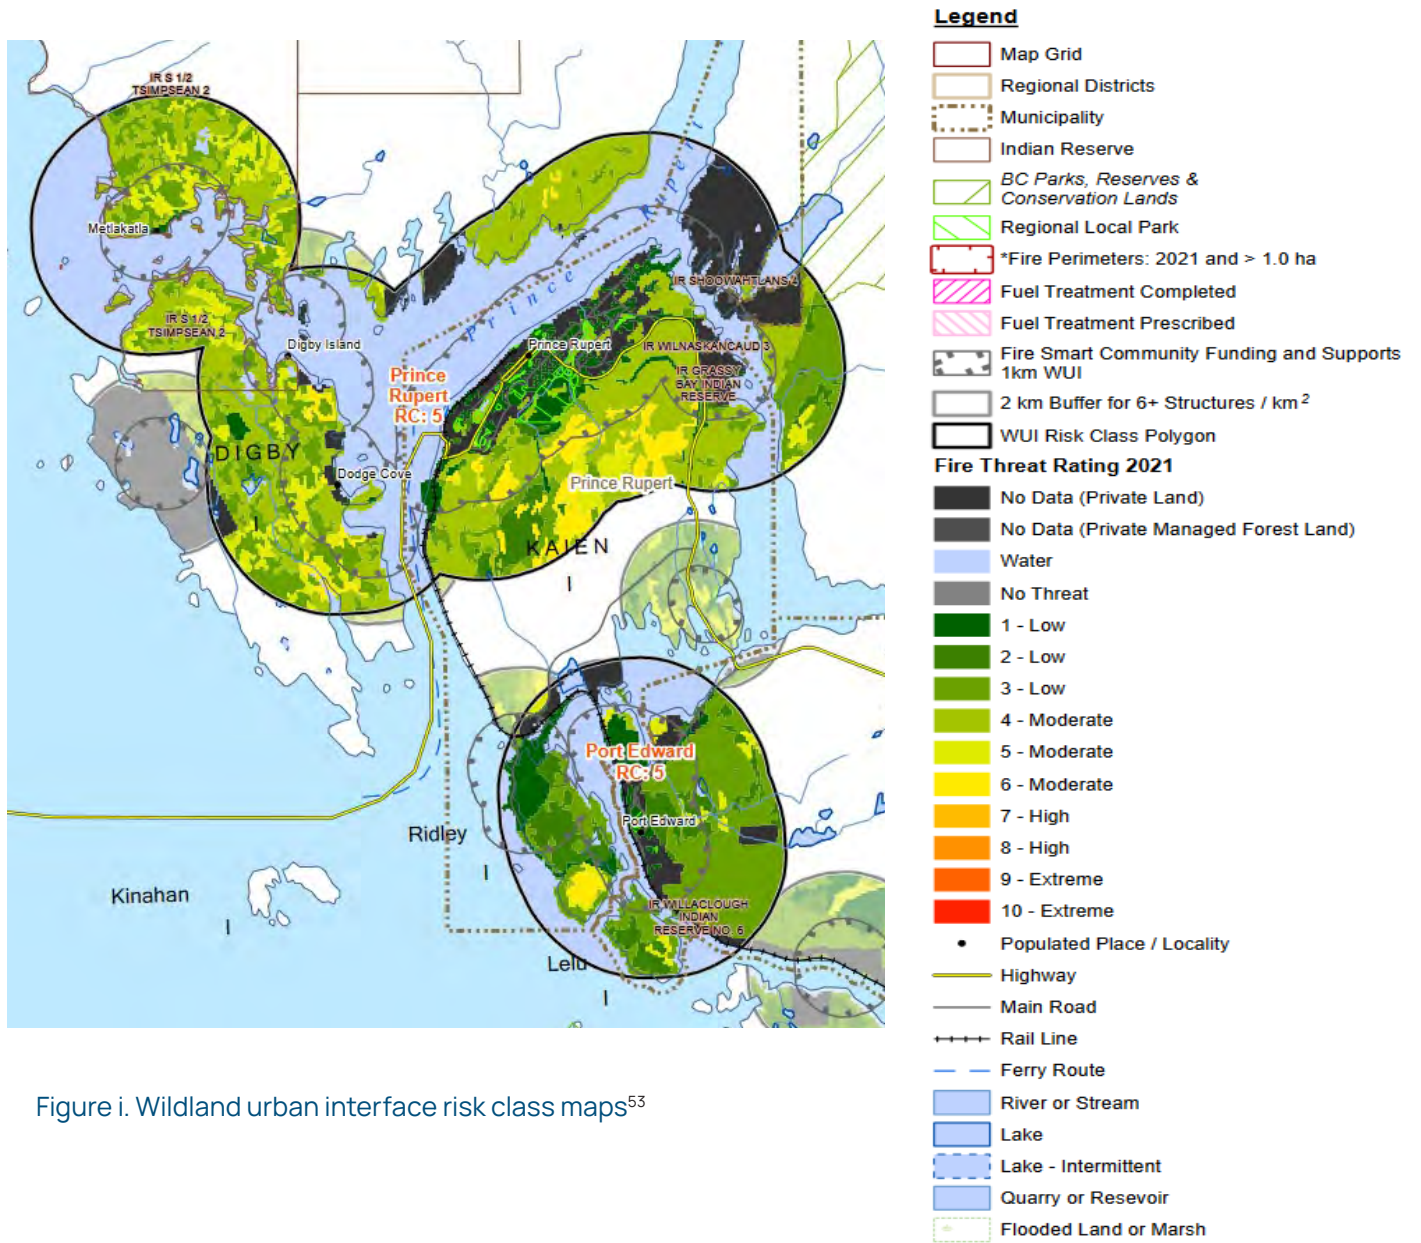 Legend
Map Grid
Regional Districts
Municipality
Indian Reserve
BC Parks, Reserves &
Conservation Lands
Regional Local Park
*Fire Perimeters: 2021 and > 1.0 ha
Fuel Treatment Completed
Fuel Treatment Prescribed
Fire Smart Community Funding and Supports
1km WUI
2 km Buffer for 6+ Structures / km²
WUI Risk Class Polygon
Fire Threat Rating 2021
No Data (Private Land)
No Data (Private Managed Forest Land)
Water
No Threat
1 - Low
2 - Low
3 - Low
4 - Moderate
5 - Moderate
6 - Moderate
7 - High
8 - High
9 - Extreme
10 - Extreme
Populated Place / Locality
Highway
Main Road
Rail Line
Ferry Route
River or Stream
Lake
Lake - Intermittent
Quarry or Resevoir
Flooded Land or Marsh
IR S 1/2
TSIMPSEAN 2
Metlakatla
IR S 1/2
TSIMPSEAN 2
Digby Island
Prince Rupert
IR SHOOWAHTLANS 4
Prince Rupert
IR WILNASKANCAUD 3
IR GRASSY
BAY INDIAN
RESERVE
Prince
Rupert
RC: 5
DIGBY
I
Dodge Cove
Prince Rupert
KAIEN
I
Port Edward
RC: 5
Port Edward
Ridley
I
Kinahan
I
IR WILLACLOUGH
INDIAN
RESERVE NO. 6
Lelu
I
Figure i. Wildland urban interface risk class maps⁵³